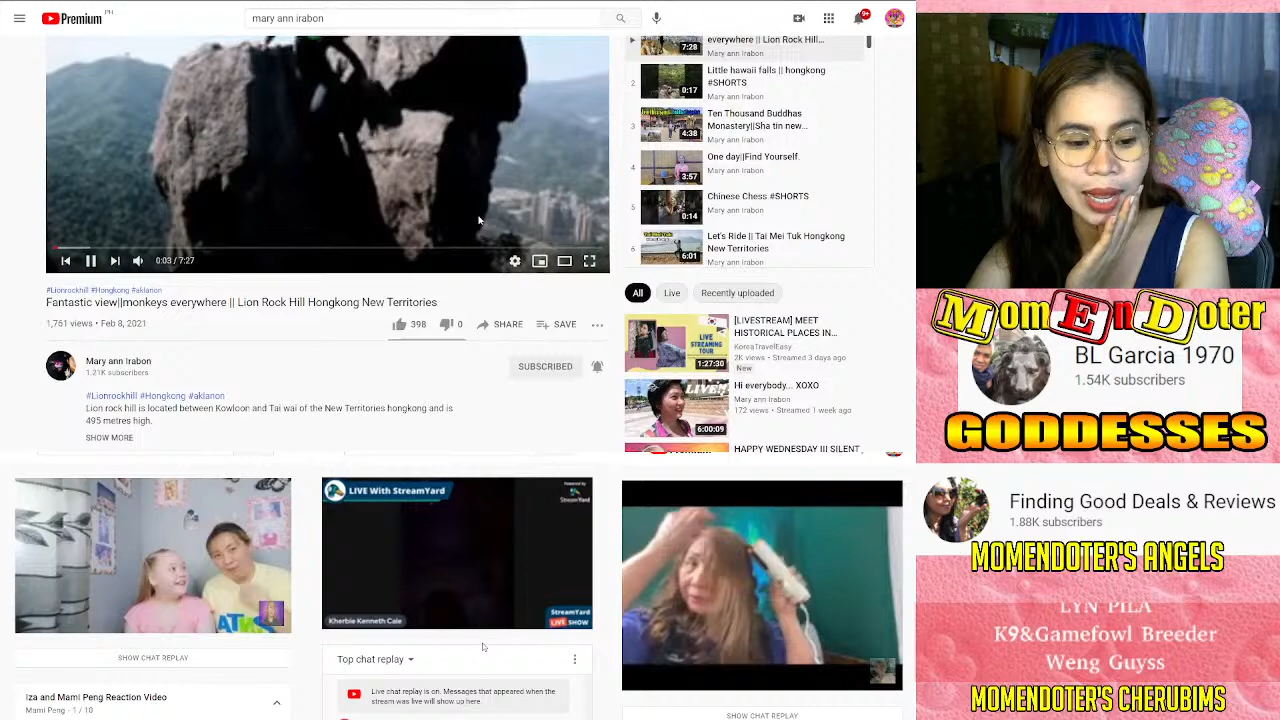 Premium PH
mary ann irabon
9+
0:03 / 7:27
#Lionrockhill #Hongkong #aklanon
Fantastic view||monkeys everywhere || Lion Rock Hill Hongkong New Territories
1,761 views • Feb 8, 2021
398
0
SHARE
SAVE
Mary ann Irabon
1.21K subscribers
SUBSCRIBED
#Lionrockhill #Hongkong #aklanon
Lion rock hill is located between Kowloon and Tai wai of the New Territories hongkong and is
495 metres high.
SHOW MORE
7:28
everywhere || Lion Rock Hill...
Mary ann Irabon
2
0:17
Little hawaii falls || hongkong
#SHORTS
Mary ann Irabon
3
4:38
Ten Thousand Buddhas
Monastery||Sha tin new...
Mary ann Irabon
4
3:57
One day||Find Yourself.
Mary ann Irabon
5
0:14
Chinese Chess #SHORTS
Mary ann Irabon
6
6:01
Let's Ride || Tai Mei Tuk Hongkong
New Territories
Mary ann Irabon
All
Live
Recently uploaded
LIVE STREAMING TOUR
1:27:30
[LIVESTREAM] MEET
HISTORICAL PLACES IN...
KoreaTravelEasy
2K views • Streamed 3 days ago
New
6:00:09
Hi everybody... XOXO
Mary ann Irabon
172 views • Streamed 1 week ago
HAPPY WEDNESDAY III SILENT
MomEnDoter
BL Garcia 1970
1.54K subscribers
GODDESSES
Finding Good Deals & Reviews
1.88K subscribers
MOMENDOTER'S ANGELS
LYN PILA
K9&Gamefowl Breeder
Weng Guyss
MOMENDOTER'S CHERUBIMS
SHOW CHAT REPLAY
Iza and Mami Peng Reaction Video
Mami Peng - 1 / 10
LIVE With StreamYard
Powered by
StreamYard
Kherbie Kenneth Cale
StreamYard
LIVE SHOW
Top chat replay
Live chat replay is on. Messages that appeared when the
stream was live will show up here.
SHOW CHAT REPLAY